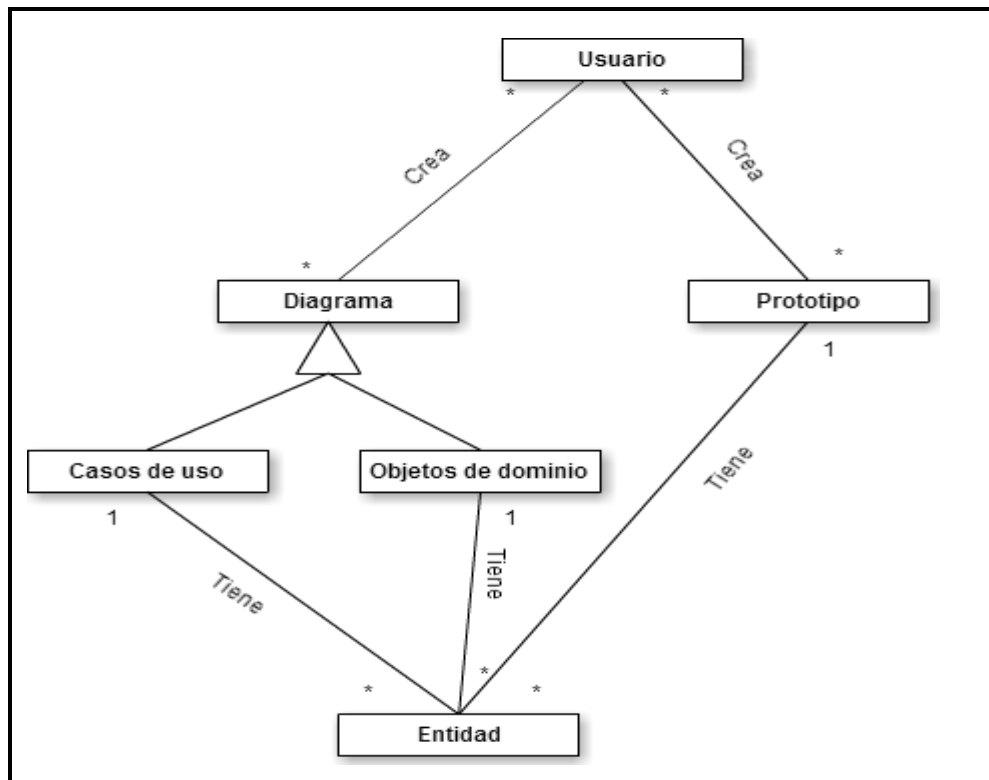 Usuario
*
*
Crea
Crea
*
*
Diagrama
Prototipo
1
Casos de uso
Objetos de dominio
1
1
Tiene
Tiene
Tiene
*
*
*
Entidad